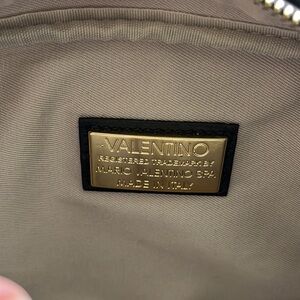 VALENTINO
REGISTERED TRADEMARK BY
MARIO VALENTINO SPA
MADE IN ITALY